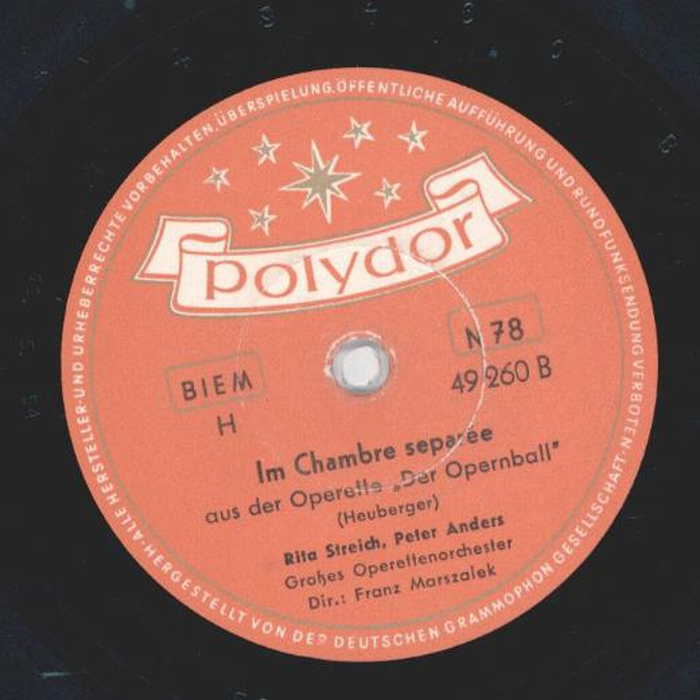 ·ALLE HERSTELLER-UND URHEBERRECHTE VORBEHALTEN. ÜBERSPIELUNG. ÖFFENTLICHE AUFFÜHRUNG UND RUNDFUNKSENDUNG VERBOTEN·
polydor
N 78
BIEM
49 260 B
H
Im Chambre separée
aus der Operette „Der Opernball"
(Heuberger)
Rita Streich, Peter Anders
Großes Operettenorchester
Dir.: Franz Marszalek
HERGESTELLT VON DER DEUTSCHEN GRAMMOPHON GESELLSCHAFT·